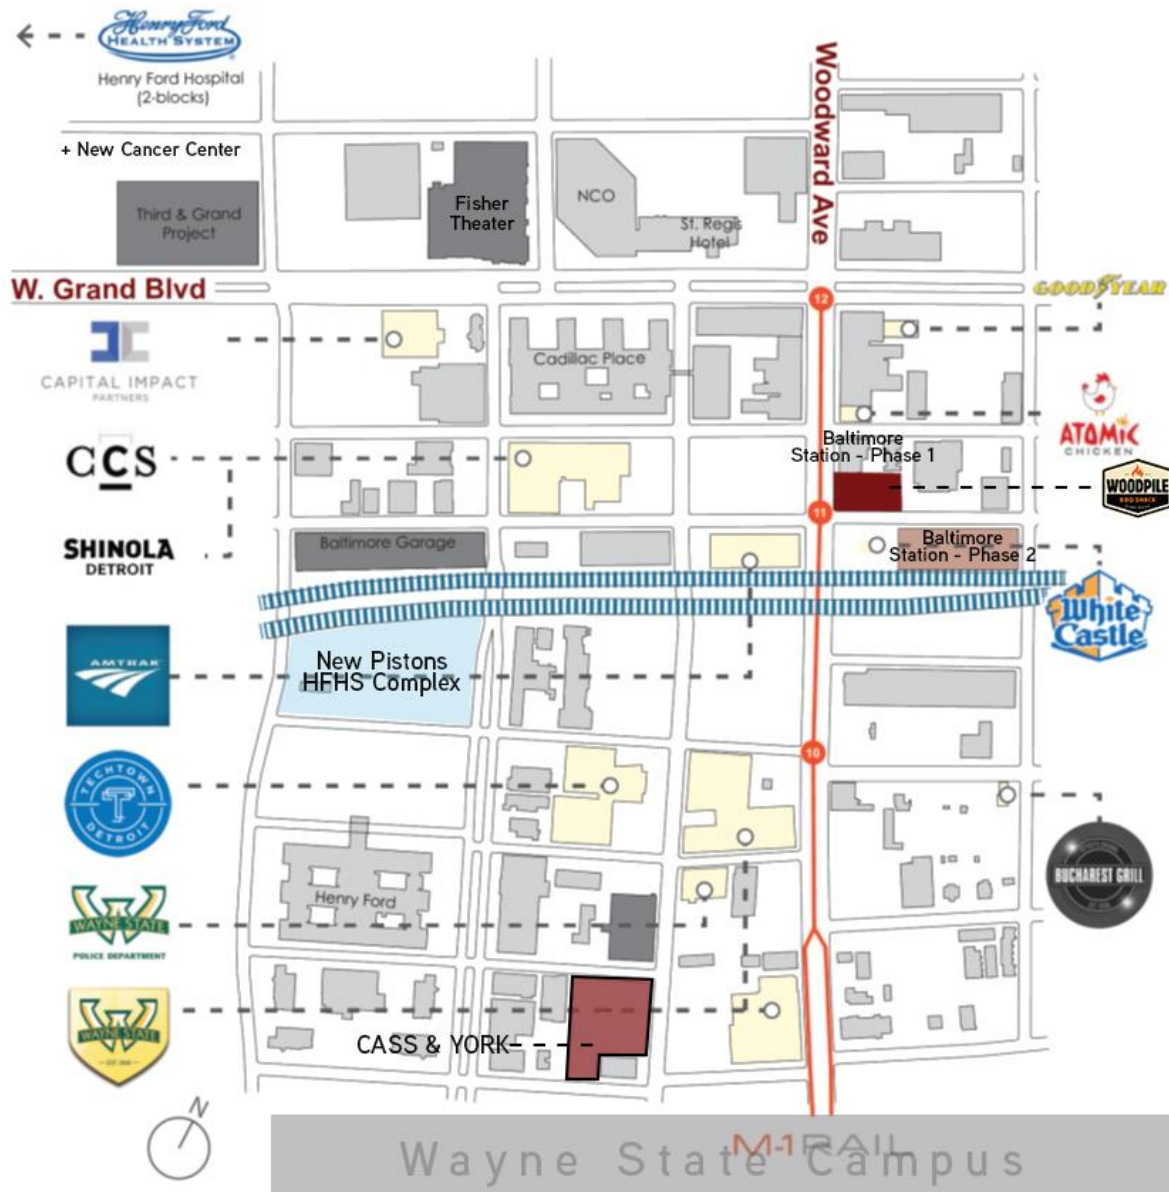 Henry Ford
HEALTH SYSTEM
Henry Ford Hospital
(2-blocks)
+ New Cancer Center
Third & Grand
Project
Fisher
Theater
NCO
St. Regis
Hotel
Woodward Ave
W. Grand Blvd
12
GOODYEAR
CAPITAL IMPACT
PARTNERS
Cadillac Place
ATOMIC
CHICKEN
CCS
Baltimore
Station - Phase 1
WOODPILE
BBQ SHACK
11
SHINOLA
DETROIT
Baltimore Garage
Baltimore
Station - Phase 2
White
Castle
AMTRAK
New Pistons
HFHS Complex
10
TECHTOWN
T
DETROIT
BUCHAREST GRILL
Henry Ford
W
WAYNE STATE
POLICE DEPARTMENT
W
WAYNE STATE
CASS & YORK
N
M-1 RAIL
Wayne State Campus